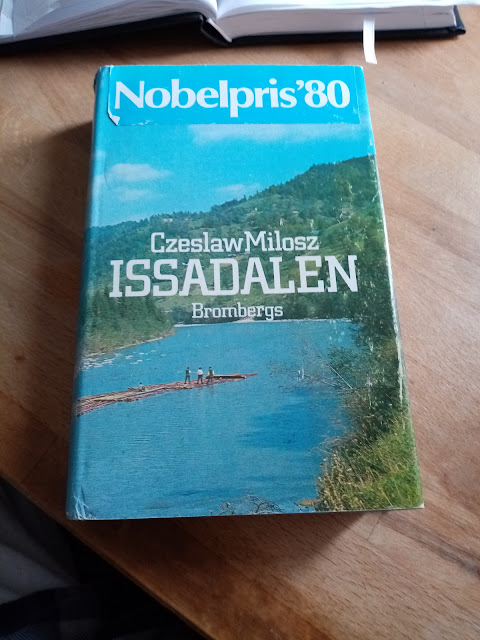 Nobelpris'80
Czeslaw Milosz
ISSADALEN
Brombergs